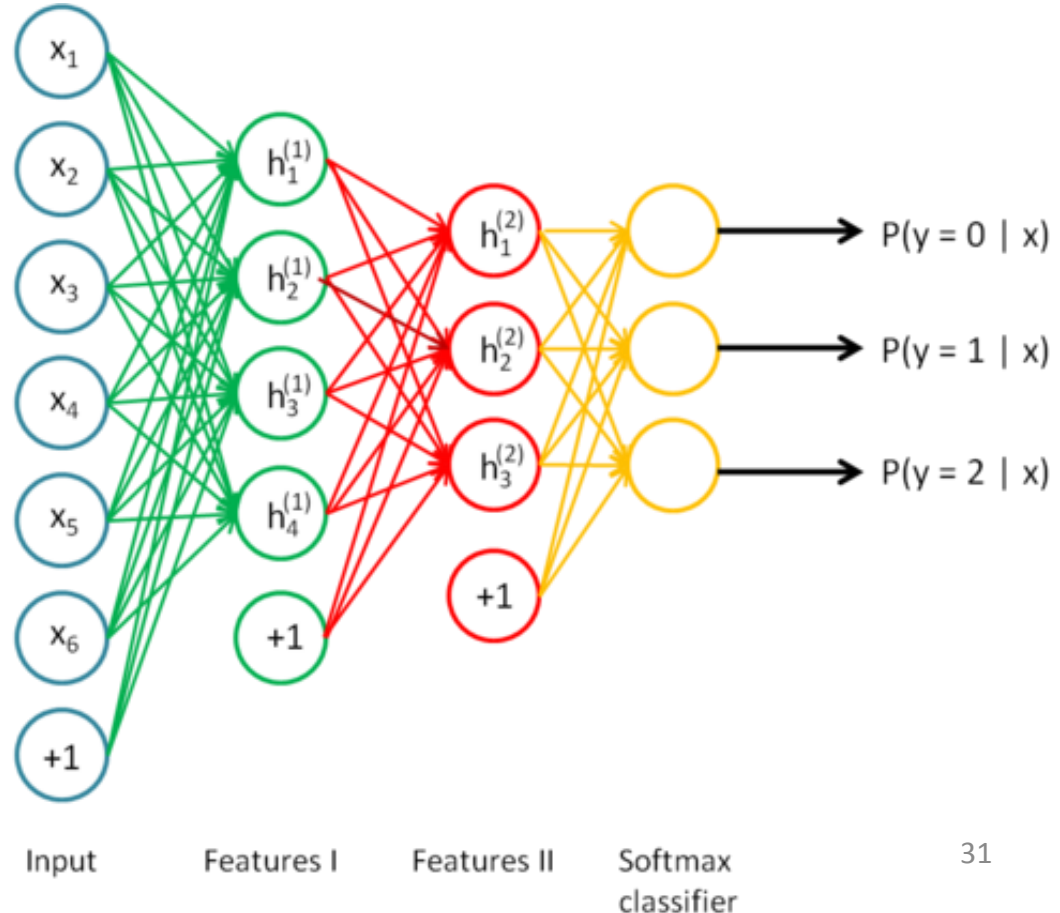 x₁
x₂
x₃
x₄
x₅
x₆
+1
h₁⁽¹⁾
h₂⁽¹⁾
h₃⁽¹⁾
h₄⁽¹⁾
+1
h₁⁽²⁾
h₂⁽²⁾
h₃⁽²⁾
+1
P(y = 0 | x)
P(y = 1 | x)
P(y = 2 | x)
Input
Features I
Features II
Softmax
classifier
31